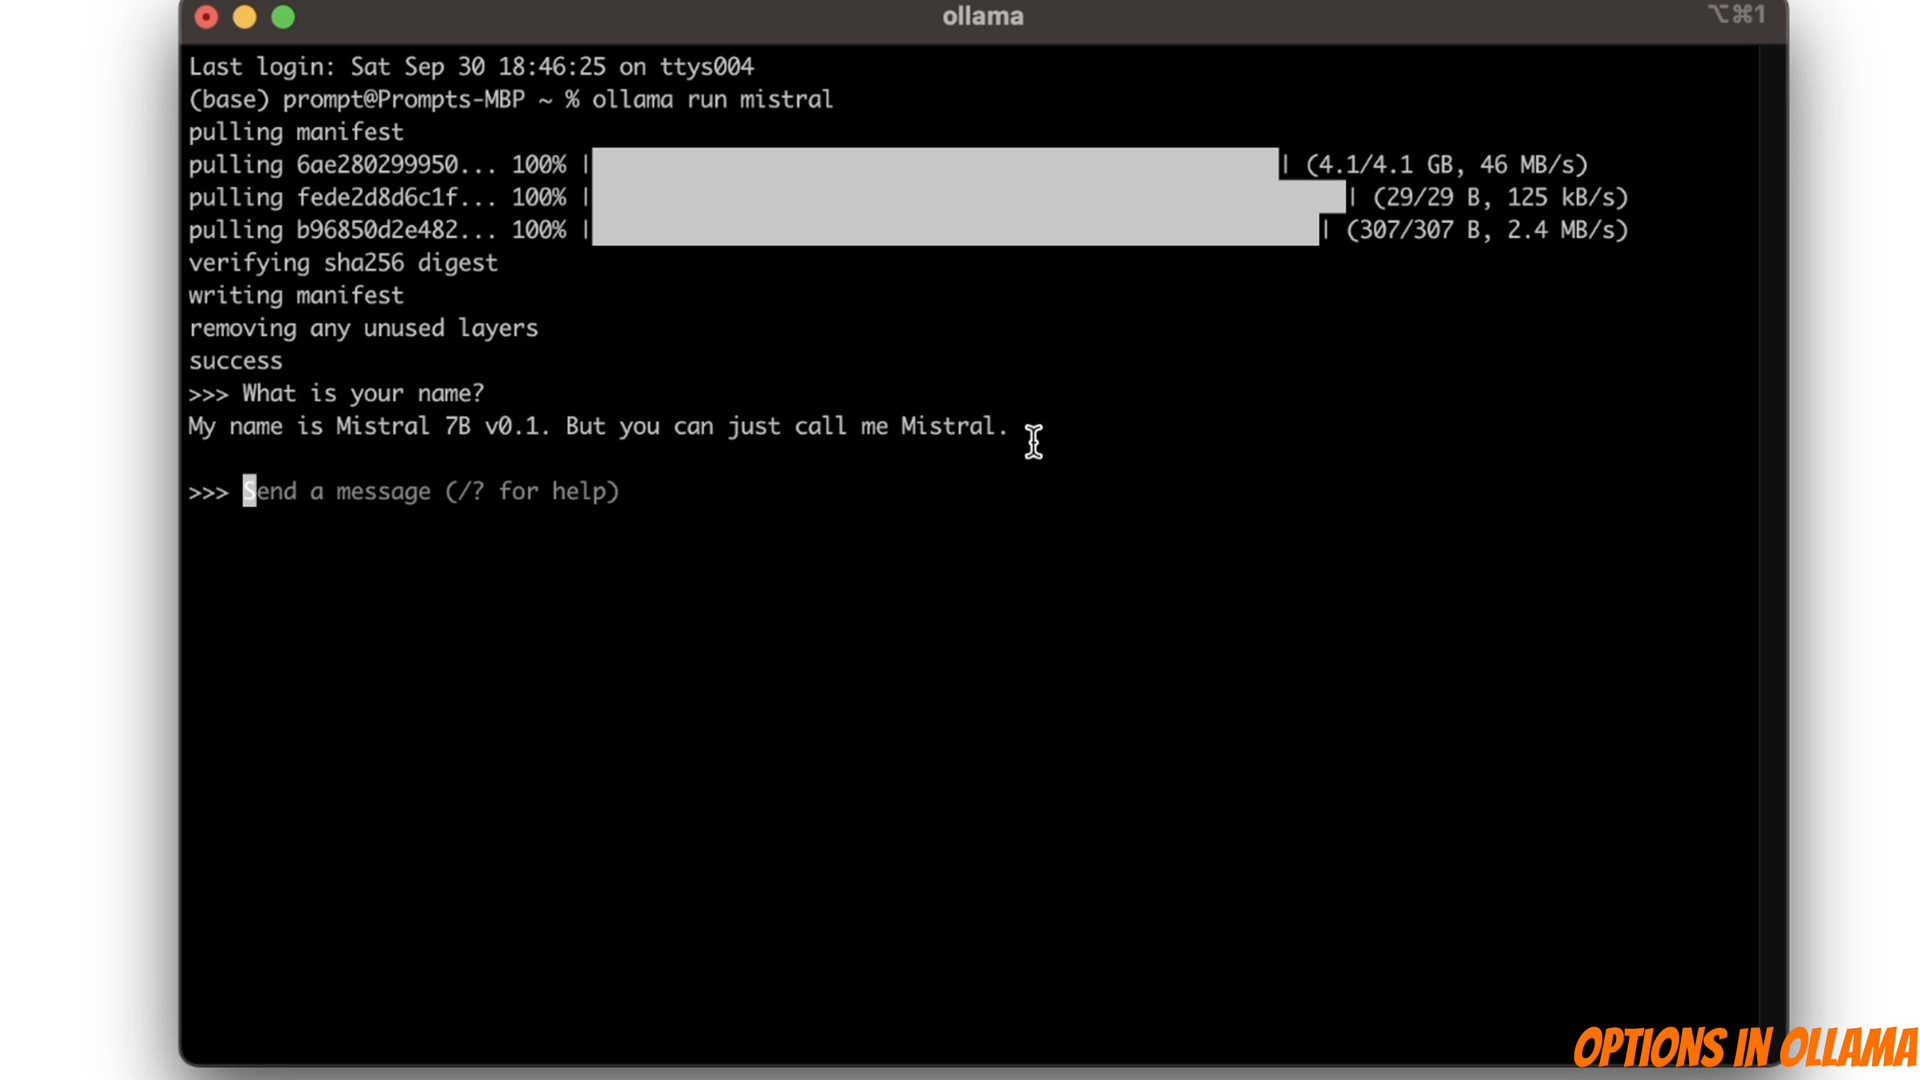 ollama
⌥⌘1
Last login: Sat Sep 30 18:46:25 on ttys004
(base) prompt@Prompts-MBP ~ % ollama run mistral
pulling manifest
pulling 6ae280299950... 100% | | (4.1/4.1 GB, 46 MB/s)
pulling fede2d8d6c1f... 100% | | (29/29 B, 125 kB/s)
pulling b96850d2e482... 100% | | (307/307 B, 2.4 MB/s)
verifying sha256 digest
writing manifest
removing any unused layers
success
>>> What is your name?
My name is Mistral 7B v0.1. But you can just call me Mistral.
>>> Send a message (/? for help)
OPTIONS IN OLLAMA